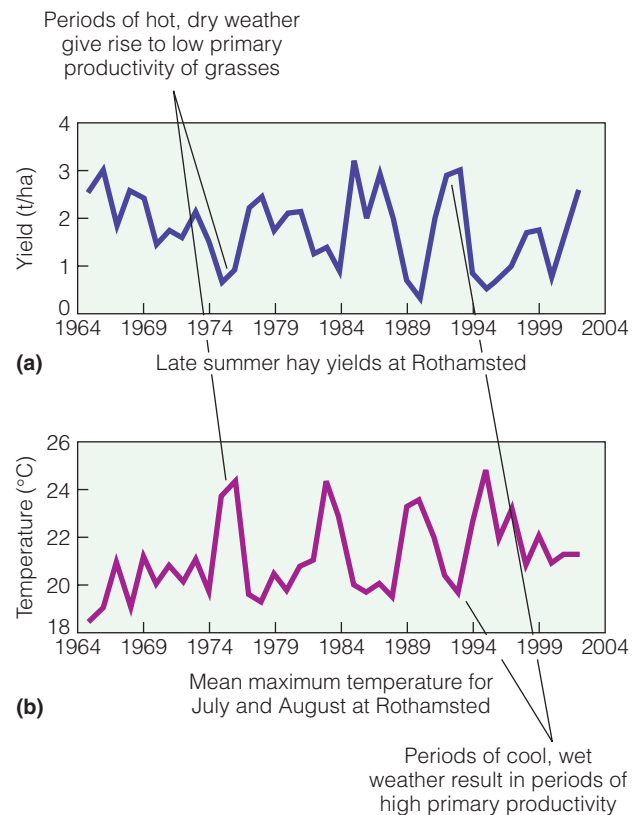 Periods of hot, dry weather
give rise to low primary
productivity of grasses
4
3
2
1
0
Yield (t/ha)
1964 1969 1974 1979 1984 1989 1994 1999 2004
(a) Late summer hay yields at Rothamsted
26
24
22
20
18
Temperature (°C)
1964 1969 1974 1979 1984 1989 1994 1999 2004
Mean maximum temperature for
(b) July and August at Rothamsted
Periods of cool, wet
weather result in periods of
high primary productivity